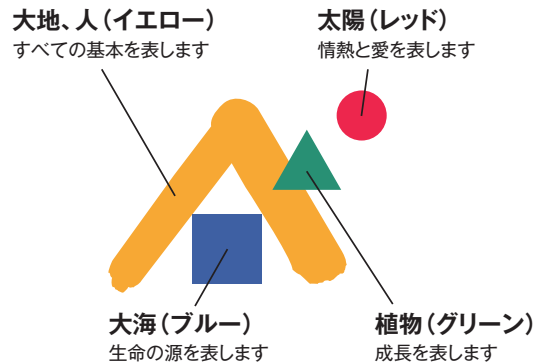 大地、人（イエロー）
すべての基本を表します
太陽（レッド）
情熱と愛を表します
大海（ブルー）
生命の源を表します
植物（グリーン）
成長を表します